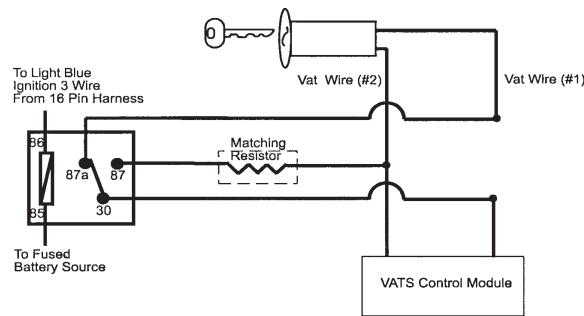 Vat Wire (#2)
Vat Wire (#1)
To Light Blue
Ignition 3 Wire
From 16 Pin Harness
86
87a
87
Matching
Resistor
85
30
To Fused
Battery Source
VATS Control Module